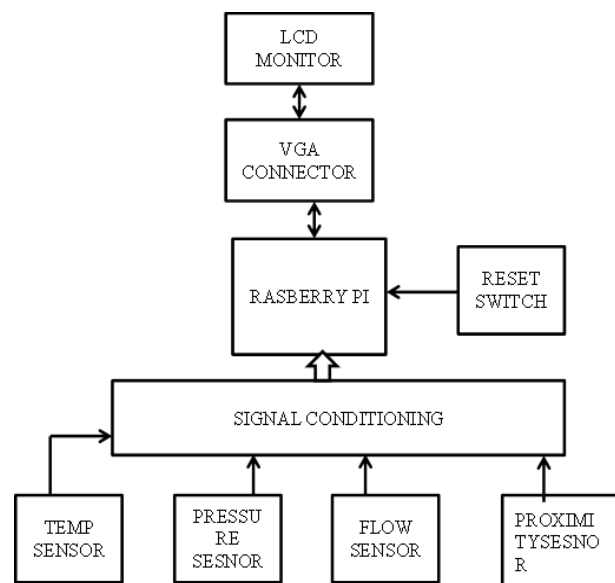 LCD
MONITOR
VGA
CONNECTOR
RASBERRY PI
RESET
SWITCH
SIGNAL CONDITIONING
TEMP
SENSOR
PRESSU
RE
SESNOR
FLOW
SENSOR
PROXIMI
TYSESNO
R